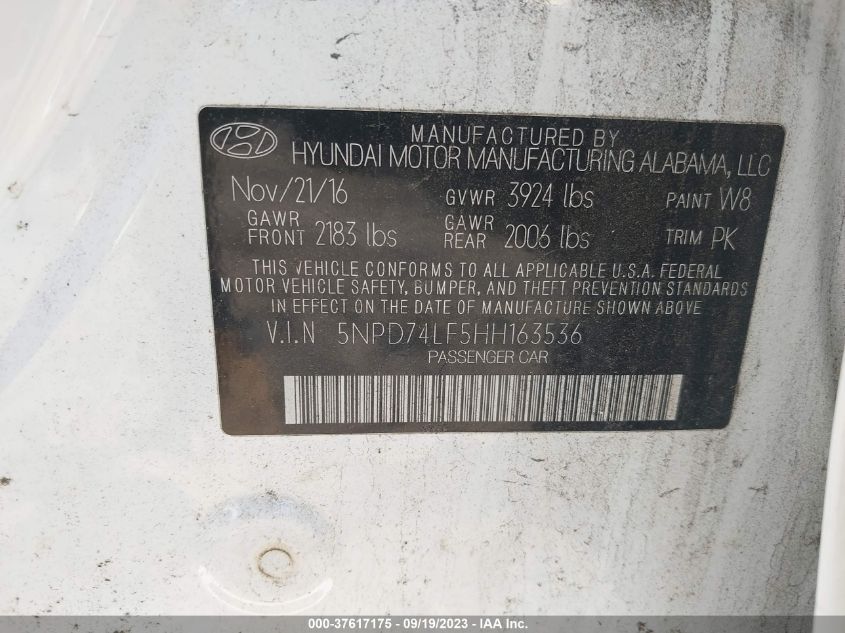 MANUFACTURED BY
HYUNDAI MOTOR MANUFACTURING ALABAMA, LLC
Nov/21/16 GVWR 3924 lbs PAINT W8
GAWR FRONT 2183 lbs GAWR REAR 2006 lbs TRIM PK
THIS VEHICLE CONFORMS TO ALL APPLICABLE U.S.A. FEDERAL
MOTOR VEHICLE SAFETY, BUMPER, AND THEFT PREVENTION STANDARDS
IN EFFECT ON THE DATE OF MANUFACTURE SHOWN ABOVE
V.I.N 5NPD74LF5HH163536
PASSENGER CAR
000-37617175 - 09/19/2023 - IAAI.com